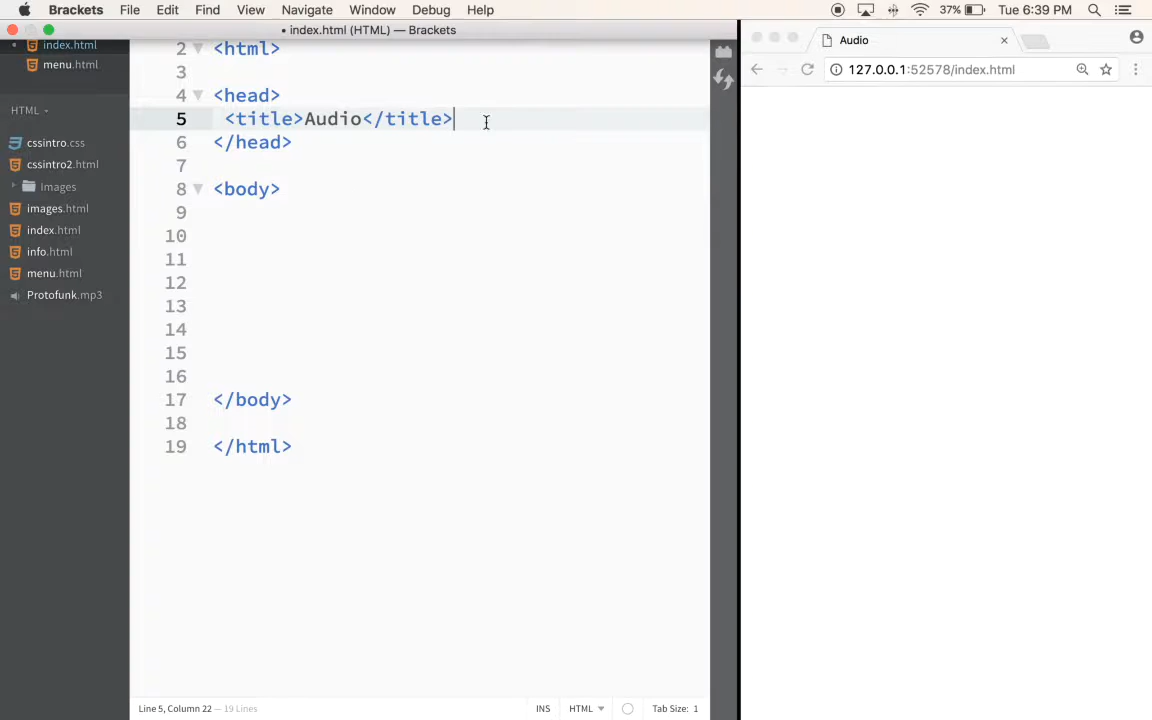 Brackets File Edit Find View Navigate Window Debug Help 37% Tue 6:39 PM
• index.html (HTML) — Brackets
• index.html
menu.html
HTML
cssintro.css
cssintro2.html
Images
images.html
index.html
info.html
menu.html
Protofunk.mp3
2 <html>
3
4 <head>
5 <title>Audio</title>
6 </head>
7
8 <body>
9
10
11
12
13
14
15
16
17 </body>
18
19 </html>
Line 5, Column 22 — 19 Lines INS HTML Tab Size: 1
Audio
127.0.0.1:52578/index.html